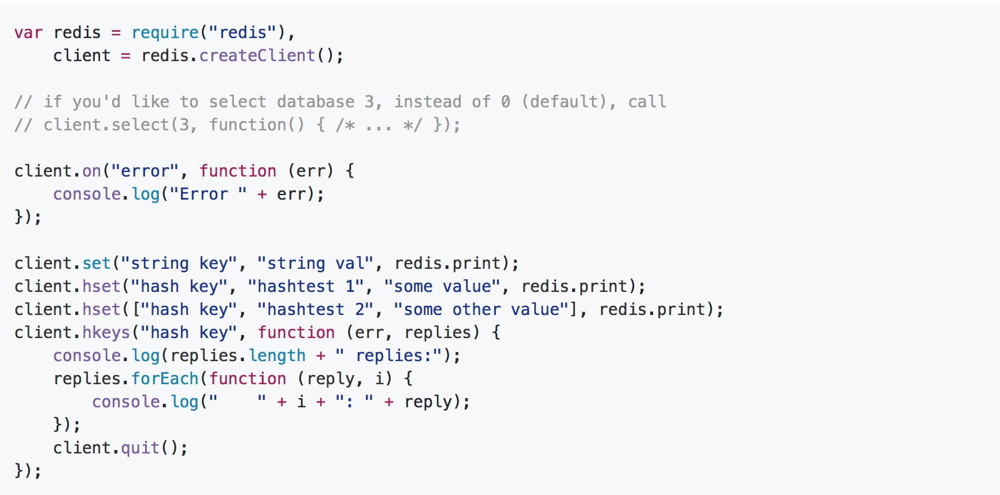 var redis = require("redis"),
    client = redis.createClient();

// if you'd like to select database 3, instead of 0 (default), call
// client.select(3, function() { /* ... */ });

client.on("error", function (err) {
    console.log("Error " + err);
});

client.set("string key", "string val", redis.print);
client.hset("hash key", "hashtest 1", "some value", redis.print);
client.hset(["hash key", "hashtest 2", "some other value"], redis.print);
client.hkeys("hash key", function (err, replies) {
    console.log(replies.length + " replies:");
    replies.forEach(function (reply, i) {
        console.log("    " + i + ": " + reply);
    });
    client.quit();
});